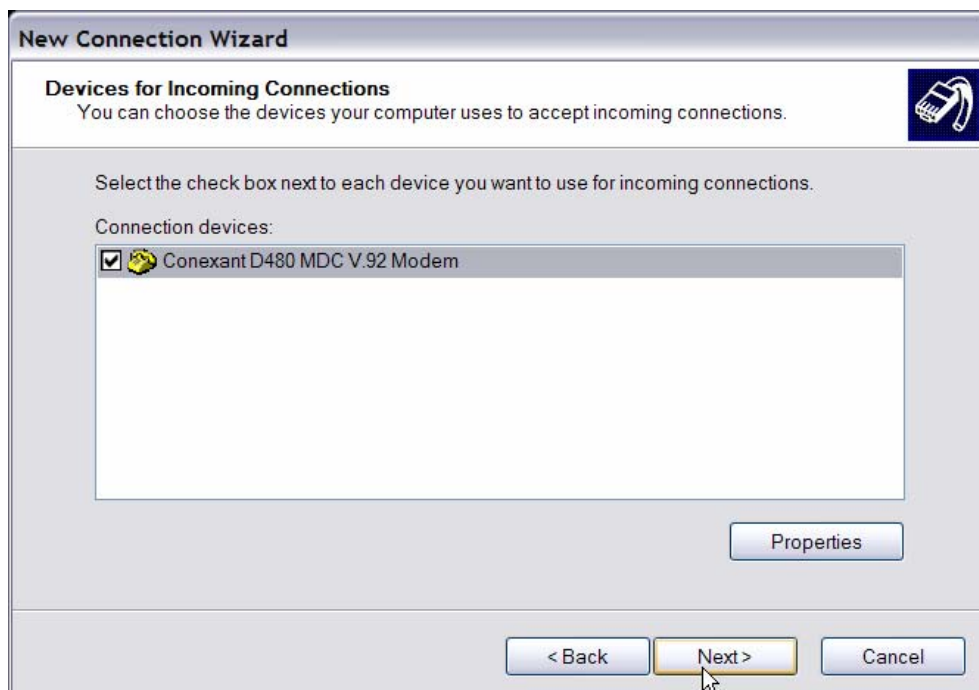 New Connection Wizard
Devices for Incoming Connections
You can choose the devices your computer uses to accept incoming connections.
Select the check box next to each device you want to use for incoming connections.
Connection devices:
Conexant D480 MDC V.92 Modem
Properties
< Back
Next >
Cancel